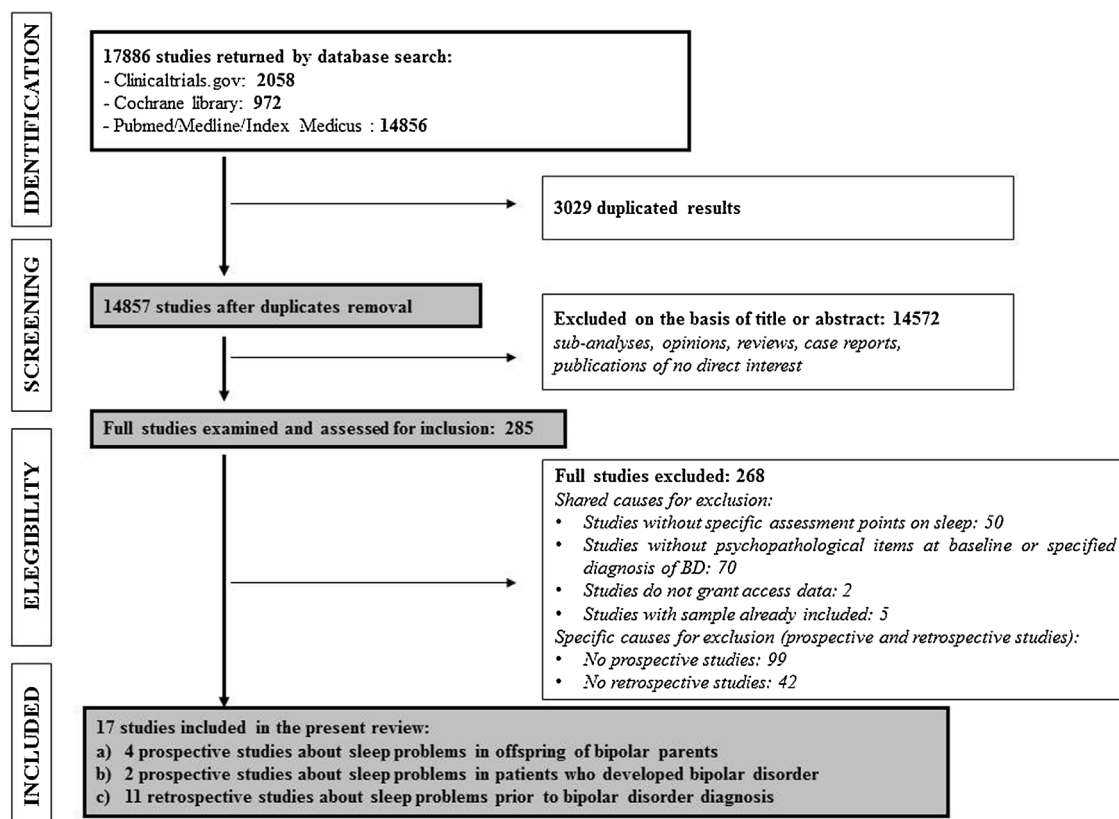 IDENTIFICATION
17886 studies returned by database search:
- Clinicaltrials.gov: 2058
- Cochrane library: 972
- Pubmed/Medline/Index Medicus : 14856
3029 duplicated results
SCREENING
14857 studies after duplicates removal
Excluded on the basis of title or abstract: 14572
sub-analyses, opinions, reviews, case reports,
publications of no direct interest
Full studies examined and assessed for inclusion: 285
ELEGIBILITY
Full studies excluded: 268
Shared causes for exclusion:
• Studies without specific assessment points on sleep: 50
• Studies without psychopathological items at baseline or specified
diagnosis of BD: 70
• Studies do not grant access data: 2
• Studies with sample already included: 5
Specific causes for exclusion (prospective and retrospective studies):
• No prospective studies: 99
• No retrospective studies: 42
INCLUDED
17 studies included in the present review:
a) 4 prospective studies about sleep problems in offspring of bipolar parents
b) 2 prospective studies about sleep problems in patients who developed bipolar disorder
c) 11 retrospective studies about sleep problems prior to bipolar disorder diagnosis